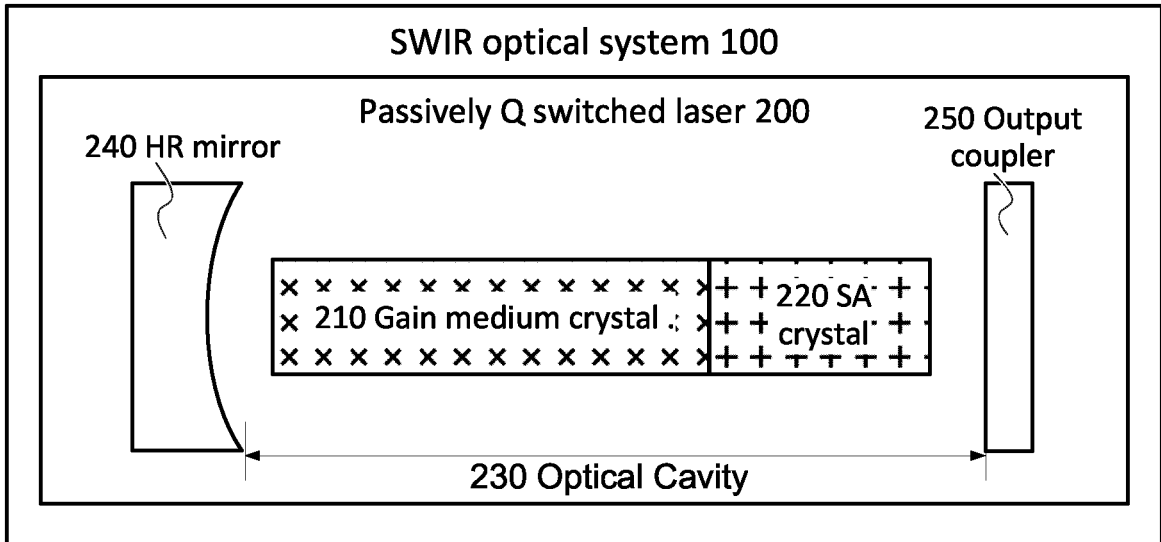 SWIR optical system 100
Passively Q switched laser 200
240 HR mirror
250 Output
coupler
210 Gain medium crystal .:
220 SA
crystal
230 Optical Cavity